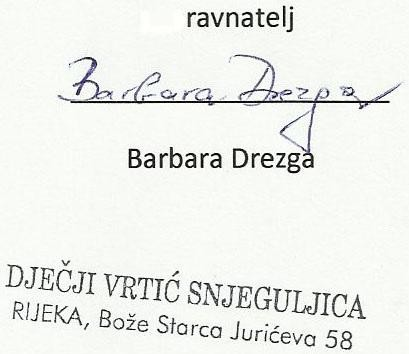 ravnatelj
Barbara Drezga
Barbara Drezga
DJEČJI VRTIĆ SNJEGULJICA
RIJEKA, Bože Starca Jurićeva 58